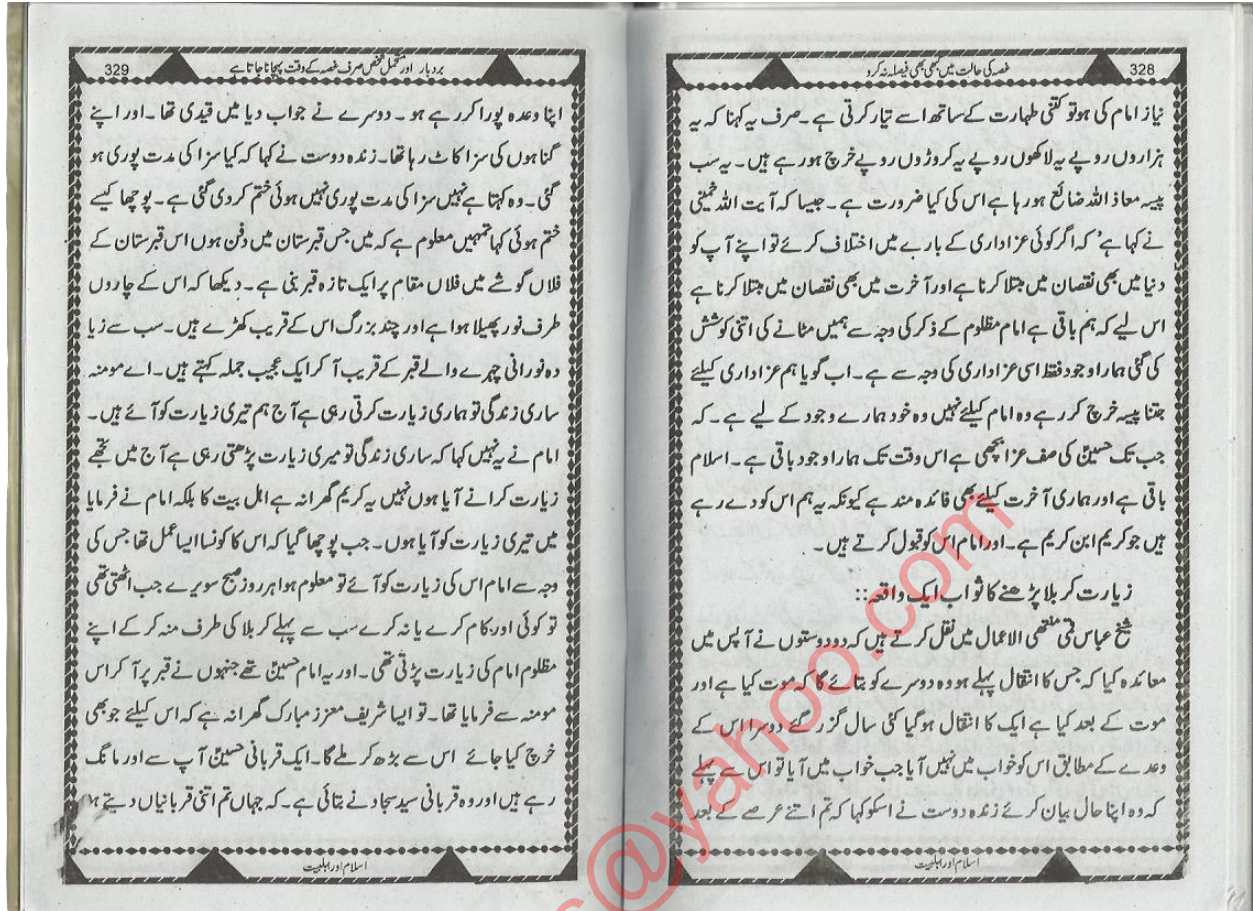 غصہ کی حالت میں کبھی بھی فیصلہ نہ کرو
328
نیاز امام کی ہو تو کتنی طہارت کے ساتھ اسے تیار کرتی ہے۔ صرف یہ کہنا کہ یہ
ہزاروں روپے یہ لاکھوں روپے یہ کروڑوں روپے خرچ ہو رہے ہیں۔ یہ سب
پیسہ معاذ اللہ ضائع ہو رہا ہے اس کی کیا ضرورت ہے۔ جیسا کہ آیت اللہ خمینی
نے کہا ہے' کہ اگر کوئی عزاداری کے بارے میں اختلاف کرئے تو اپنے آپ کو
دنیا میں بھی نقصان میں مبتلا کرنا ہے اور آخرت میں بھی نقصان میں مبتلا کرنا ہے
اس لیے کہ ہم باقی ہے امام مظلوم کے ذکر کی وجہ سے ہمیں مٹانے کی اتنی کوشش
کی گئی ہمارا وجود فقط اسی عزاداری کی وجہ سے ہے۔ اب گویا ہم عزاداری کیلئے
جتنا پیسہ خرچ کر رہے وہ امام کیلئے نہیں وہ خود ہمارے وجود کے لیے ہے۔ کہ
جب تک حسینؑ کی صف عزا بچھی ہے اس وقت تک ہمارا وجود باقی ہے۔ اسلام
باقی ہے اور ہماری آخرت کیلئے بھی فائدہ مند ہے کیونکہ یہ ہم اس کو دے رہے
ہیں جو کریم ابن کریم ہے۔ اور امام اس کو قبول کرتے ہیں۔
زیارت کربلا پڑھنے کا ثواب ایک واقعہ::
شیخ عباس قمی منتھی الاعمال میں نقل کرتے ہیں کہ دو دوستوں نے آپس میں
معائدہ کیا کہ جس کا انتقال پہلے ہو وہ دوسرے کو بتائے گا کہ موت کیا ہے اور
موت کے بعد کیا ہے ایک کا انتقال ہو گیا کئی سال گزر گئے دوسرا اس کے
وعدے کے مطابق اس کو خواب میں نہیں آیا جب خواب میں آیا تو اس سے پہلے
کہ وہ اپنا حال بیان کرئے زندہ دوست نے اسکو کہا کہ تم اتنے عرصے کے بعد
اسلام اور اہلبیت
بردبار اور تحمل شخص صرف غصہ کے وقت پہچانا جاتا ہے
329
اپنا وعدہ پورا کر رہے ہو۔ دوسرے نے جواب دیا میں قیدی تھا۔ اور اپنے
گناہوں کی سزا کاٹ رہا تھا۔ زندہ دوست نے کہا کہ کیا سزا کی مدت پوری ہو
گئی۔ وہ کہتا ہے نہیں سزا کی مدت پوری نہیں ہوئی ختم کر دی گئی ہے۔ پوچھا کیسے
ختم ہوئی کہا تمہیں معلوم ہے کہ میں جس قبرستان میں دفن ہوں اس قبرستان کے
فلاں گوشے میں فلاں مقام پر ایک تازہ قبر بنی ہے۔ دیکھا کہ اس کے چاروں
طرف نور پھیلا ہوا ہے اور چند بزرگ اس کے قریب کھڑے ہیں۔ سب سے زیا
دہ نورانی چہرے والے قبر کے قریب آ کر ایک عجیب جملہ کہتے ہیں۔ اے مومنہ
ساری زندگی تو ہماری زیارت کرتی رہی ہے آج ہم تیری زیارت کو آئے ہیں۔
امام نے یہ نہیں کہا کہ ساری زندگی تو میری زیارت پڑھتی رہی ہے آج میں تجھے
زیارت کرانے آیا ہوں نہیں یہ کریم گھرانہ ہے اہل بیت کا بلکہ امام نے فرمایا
میں تیری زیارت کو آیا ہوں۔ جب پوچھا گیا کہ اس کا کونسا ایسا عمل تھا جس کی
وجہ سے امام اس کی زیارت کو آئے تو معلوم ہوا ہر روز صبح سویرے جب اٹھتی تھی
تو کوئی اور کام کرے یا نہ کرے سب سے پہلے کربلا کی طرف منہ کر کے اپنے
مظلوم امام کی زیارت پڑتی تھی۔ اور یہ امام حسینؑ تھے جنہوں نے قبر پر آ کر اس
مومنہ سے فرمایا تھا۔ تو ایسا شریف معزز مبارک گھرانہ ہے کہ اس کیلئے جو بھی
خرچ کیا جائے اس سے بڑھ کر ملے گا۔ ایک قربانی حسینؑ آپ سے اور مانگ
رہے ہیں اور وہ قربانی سید سجاد نے بتائی ہے۔ کہ جہاں تم اتنی قربانیاں دیتے ہو
اسلام اور اہلبیت
s@yahoo.com